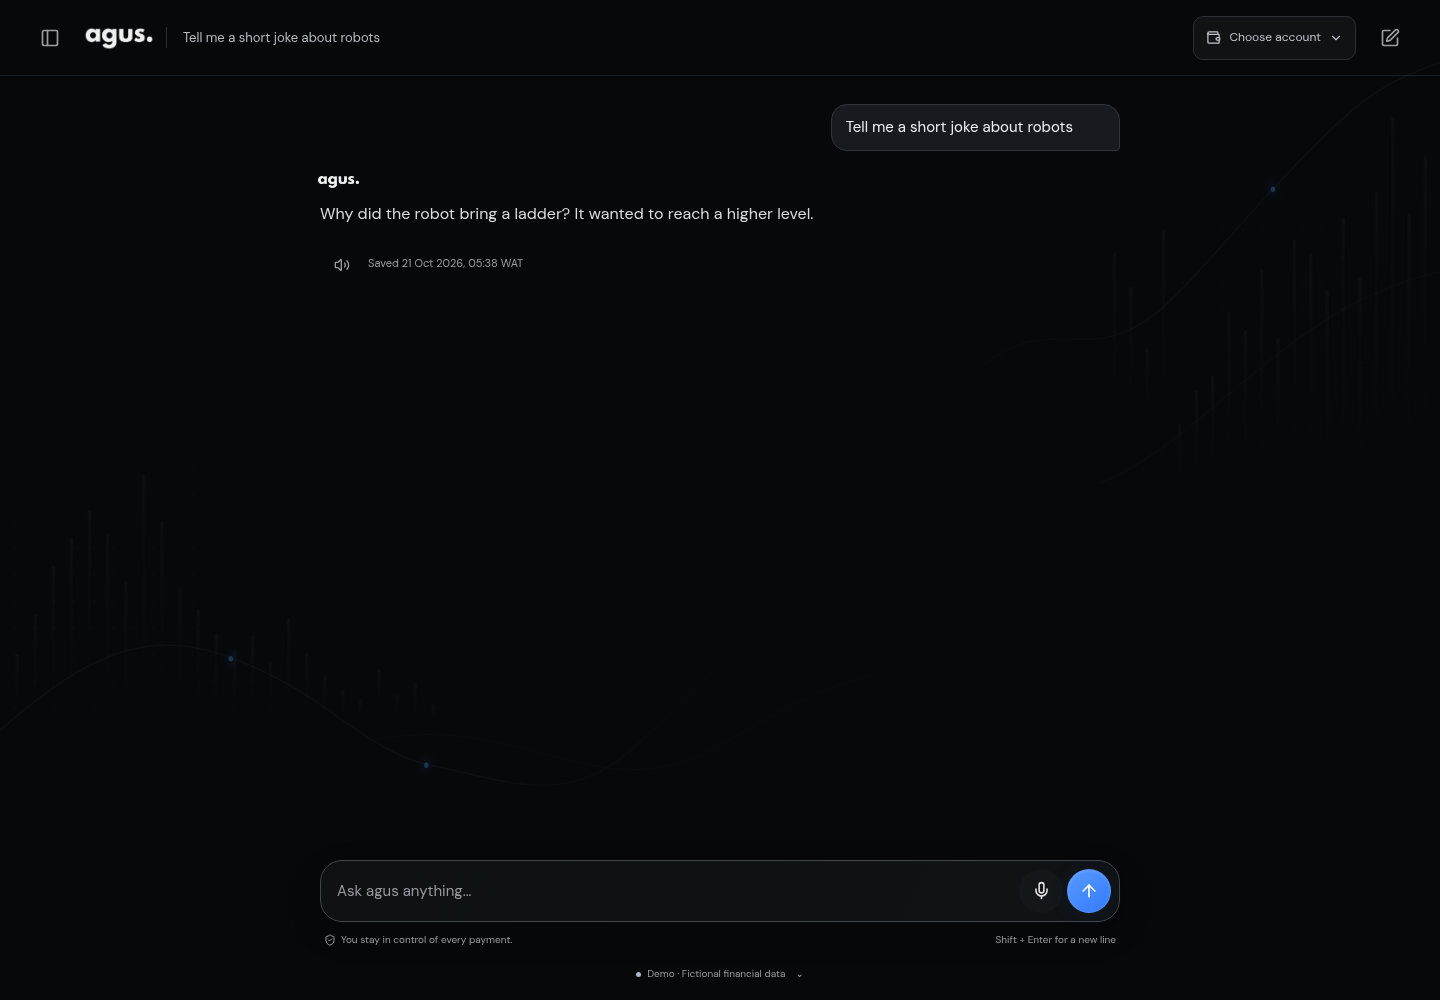 agus.
Tell me a short joke about robots
Choose account
Tell me a short joke about robots
agus.
Why did the robot bring a ladder? It wanted to reach a higher level.
Saved 21 Oct 2026, 05:38 WAT
Ask agus anything...
You stay in control of every payment.
Shift + Enter for a new line
Demo · Fictional financial data